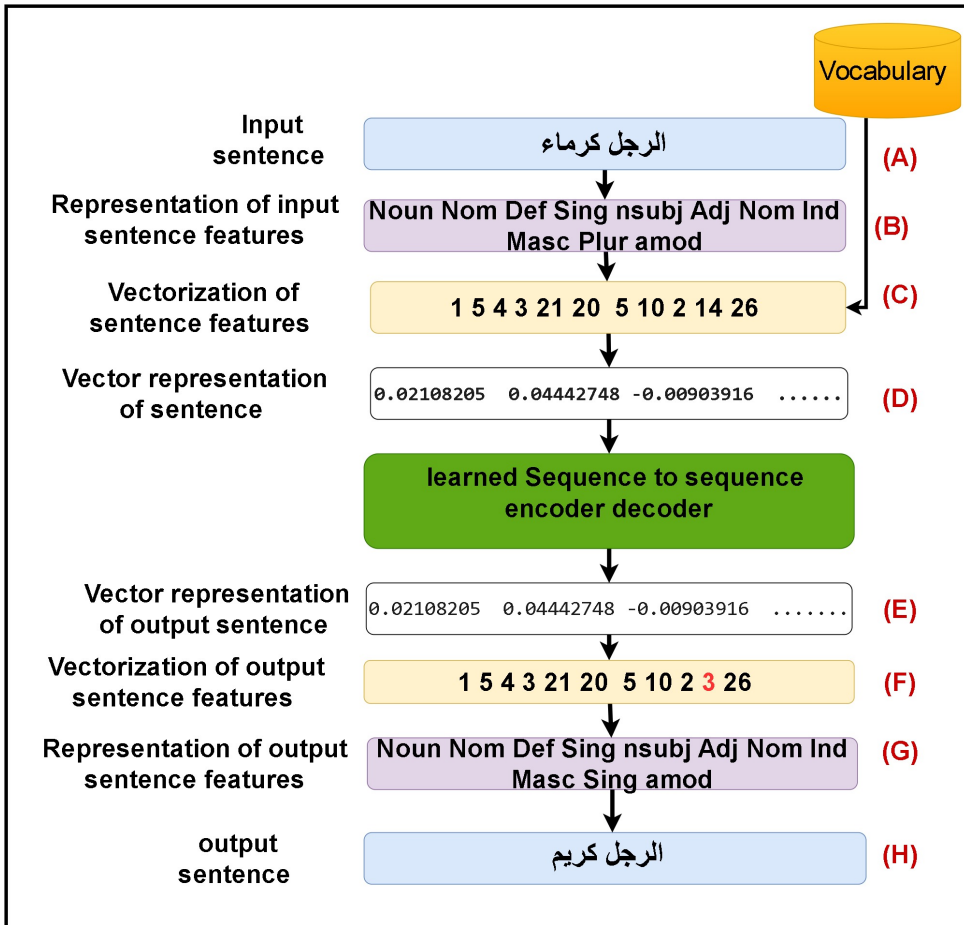 Vocabulary
Input
sentence
الرجل كرماء
(A)
Representation of input
sentence features
Noun Nom Def Sing nsubj Adj Nom Ind
Masc Plur amod
(B)
Vectorization of
sentence features
1 5 4 3 21 20 5 10 2 14 26
(C)
Vector representation
of sentence
0.02108205 0.04442748 -0.00903916 ......
(D)
learned Sequence to sequence
encoder decoder
Vector representation
of output sentence
0.02108205 0.04442748 -0.00903916 .......
(E)
Vectorization of output
sentence features
1 5 4 3 21 20 5 10 2 3 26
(F)
Representation of output
sentence features
Noun Nom Def Sing nsubj Adj Nom Ind
Masc Sing amod
(G)
output
sentence
الرجل كريم
(H)